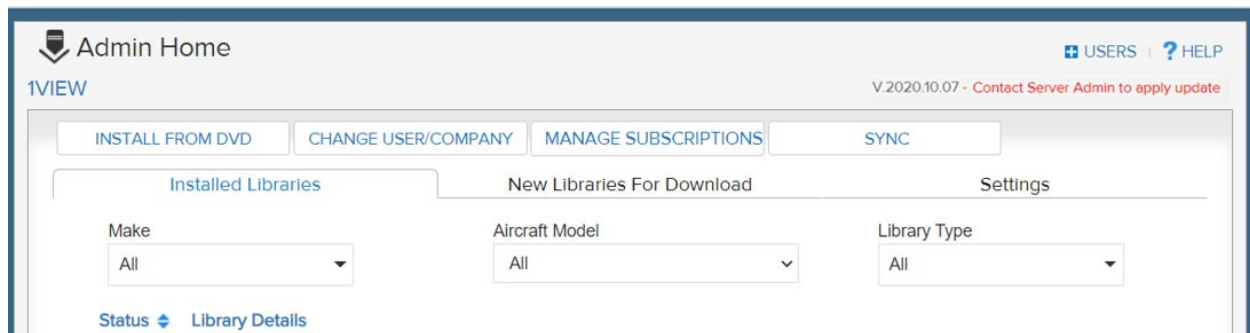 Admin Home
USERS | ? HELP
1VIEW
V.2020.10.07 - Contact Server Admin to apply update
INSTALL FROM DVD CHANGE USER/COMPANY MANAGE SUBSCRIPTIONS SYNC
Installed Libraries New Libraries For Download Settings
Make Aircraft Model Library Type
All All All
Status Library Details